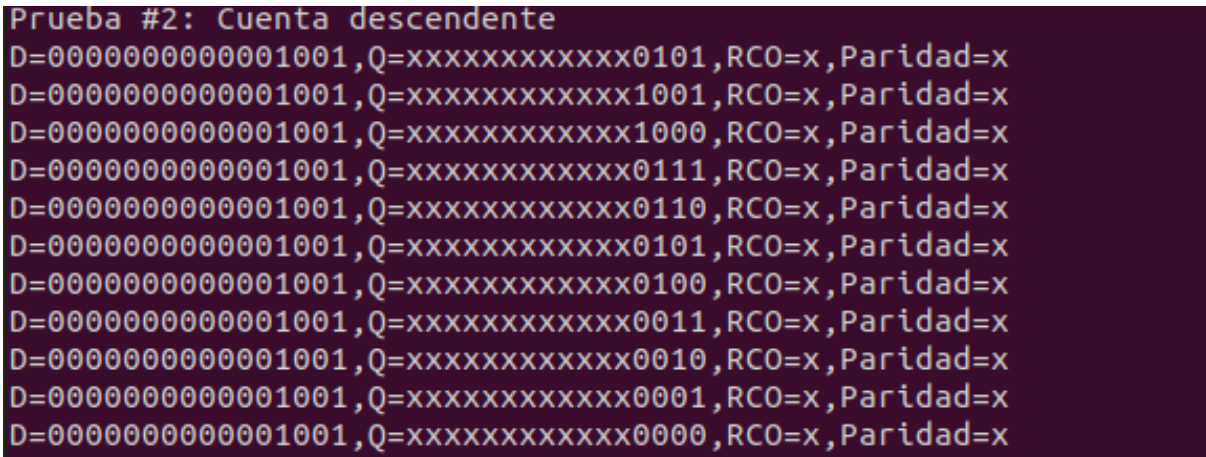 Prueba #2: Cuenta descendente
D=0000000000001001,Q=xxxxxxxxxxxx0101,RCO=x,Paridad=x
D=0000000000001001,Q=xxxxxxxxxxxx1001,RCO=x,Paridad=x
D=0000000000001001,Q=xxxxxxxxxxxx1000,RCO=x,Paridad=x
D=0000000000001001,Q=xxxxxxxxxxxx0111,RCO=x,Paridad=x
D=0000000000001001,Q=xxxxxxxxxxxx0110,RCO=x,Paridad=x
D=0000000000001001,Q=xxxxxxxxxxxx0101,RCO=x,Paridad=x
D=0000000000001001,Q=xxxxxxxxxxxx0100,RCO=x,Paridad=x
D=0000000000001001,Q=xxxxxxxxxxxx0011,RCO=x,Paridad=x
D=0000000000001001,Q=xxxxxxxxxxxx0010,RCO=x,Paridad=x
D=0000000000001001,Q=xxxxxxxxxxxx0001,RCO=x,Paridad=x
D=0000000000001001,Q=xxxxxxxxxxxx0000,RCO=x,Paridad=x